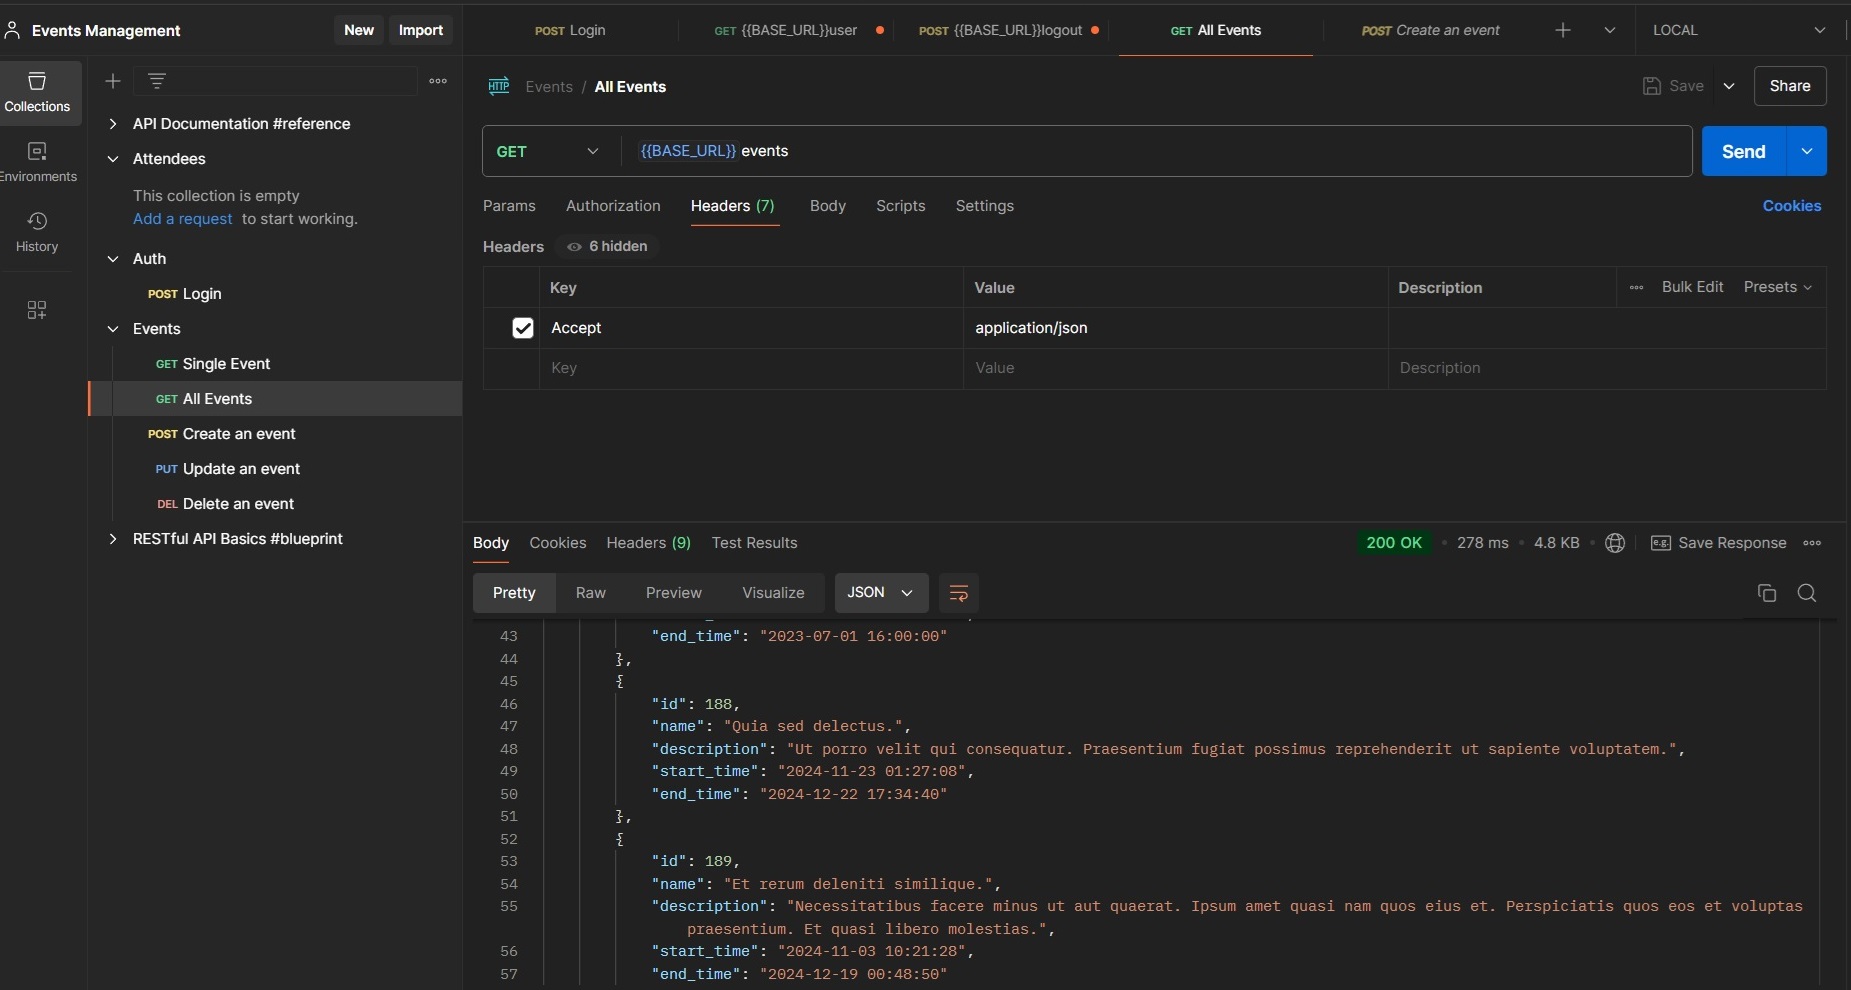 Events Management
New
Import
POST Login
GET {{BASE_URL}}user
POST {{BASE_URL}}logout
GET All Events
POST Create an event
LOCAL
Collections
Environments
History
API Documentation #reference
Attendees
This collection is empty
Add a request to start working.
Auth
POST Login
Events
GET Single Event
GET All Events
POST Create an event
PUT Update an event
DEL Delete an event
RESTful API Basics #blueprint
HTTP Events / All Events
Save
Share
GET {{BASE_URL}} events
Send
Params Authorization Headers (7) Body Scripts Settings
Cookies
Headers 6 hidden
Key Value Description Bulk Edit Presets
Accept application/json
Key Value Description
Body Cookies Headers (9) Test Results
200 OK • 278 ms • 4.8 KB • e.g. Save Response
Pretty Raw Preview Visualize JSON
43 "end_time": "2023-07-01 16:00:00"
44 },
45 {
46 "id": 188,
47 "name": "Quia sed delectus.",
48 "description": "Ut porro velit qui consequatur. Praesentium fugiat possimus reprehenderit ut sapiente voluptatem.",
49 "start_time": "2024-11-23 01:27:08",
50 "end_time": "2024-12-22 17:34:40"
51 },
52 {
53 "id": 189,
54 "name": "Et rerum deleniti similique.",
55 "description": "Necessitatibus facere minus ut aut quaerat. Ipsum amet quasi nam quos eius et. Perspiciatis quos eos et voluptas
praesentium. Et quasi libero molestias.",
56 "start_time": "2024-11-03 10:21:28",
57 "end_time": "2024-12-19 00:48:50"